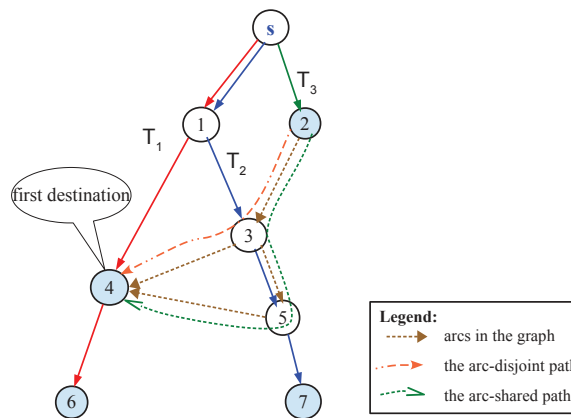 s
T3
2
1
T1
T2
first destination
3
4
5
6
7
Legend:
arcs in the graph
the arc-disjoint path
the arc-shared path